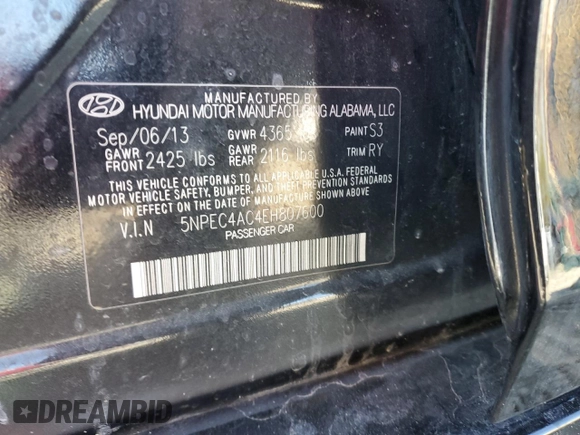 MANUFACTURED BY
HYUNDAI MOTOR MANUFACTURING ALABAMA, LLC
Sep/06/13 GVWR 4365 PAINT S3
GAWR FRONT 2425 lbs GAWR REAR 2116 lbs TRIM RY
THIS VEHICLE CONFORMS TO ALL APPLICABLE U.S.A. FEDERAL
MOTOR VEHICLE SAFETY, BUMPER, AND THEFT PREVENTION STANDARDS
IN EFFECT ON THE DATE OF MANUFACTURE SHOWN ABOVE.
V.I.N 5NPEC4AC4EH807600
PASSENGER CAR
DREAMBID